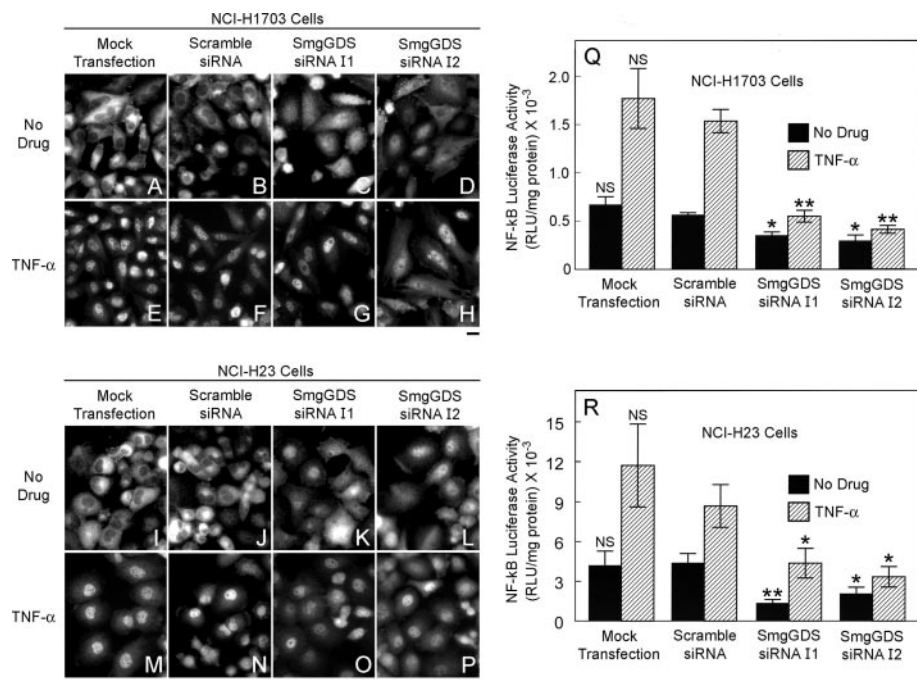 NCI-H1703 Cells
Mock Transfection
Scramble siRNA
SmgGDS siRNA I1
SmgGDS siRNA I2
No Drug
A
B
C
D
TNF-α
E
F
G
H
Q
NCI-H1703 Cells
No Drug
TNF-α
NF-kB Luciferase Activity
(RLU/mg protein) X 10⁻³
2.0
1.5
1.0
0.5
0
NS
NS
*
**
*
**
Mock Transfection
Scramble siRNA
SmgGDS siRNA I1
SmgGDS siRNA I2
NCI-H23 Cells
Mock Transfection
Scramble siRNA
SmgGDS siRNA I1
SmgGDS siRNA I2
No Drug
I
J
K
L
TNF-α
M
N
O
P
R
NCI-H23 Cells
No Drug
TNF-α
NF-kB Luciferase Activity
(RLU/mg protein) X 10⁻³
15
12
9
6
3
0
NS
NS
**
*
*
*
Mock Transfection
Scramble siRNA
SmgGDS siRNA I1
SmgGDS siRNA I2